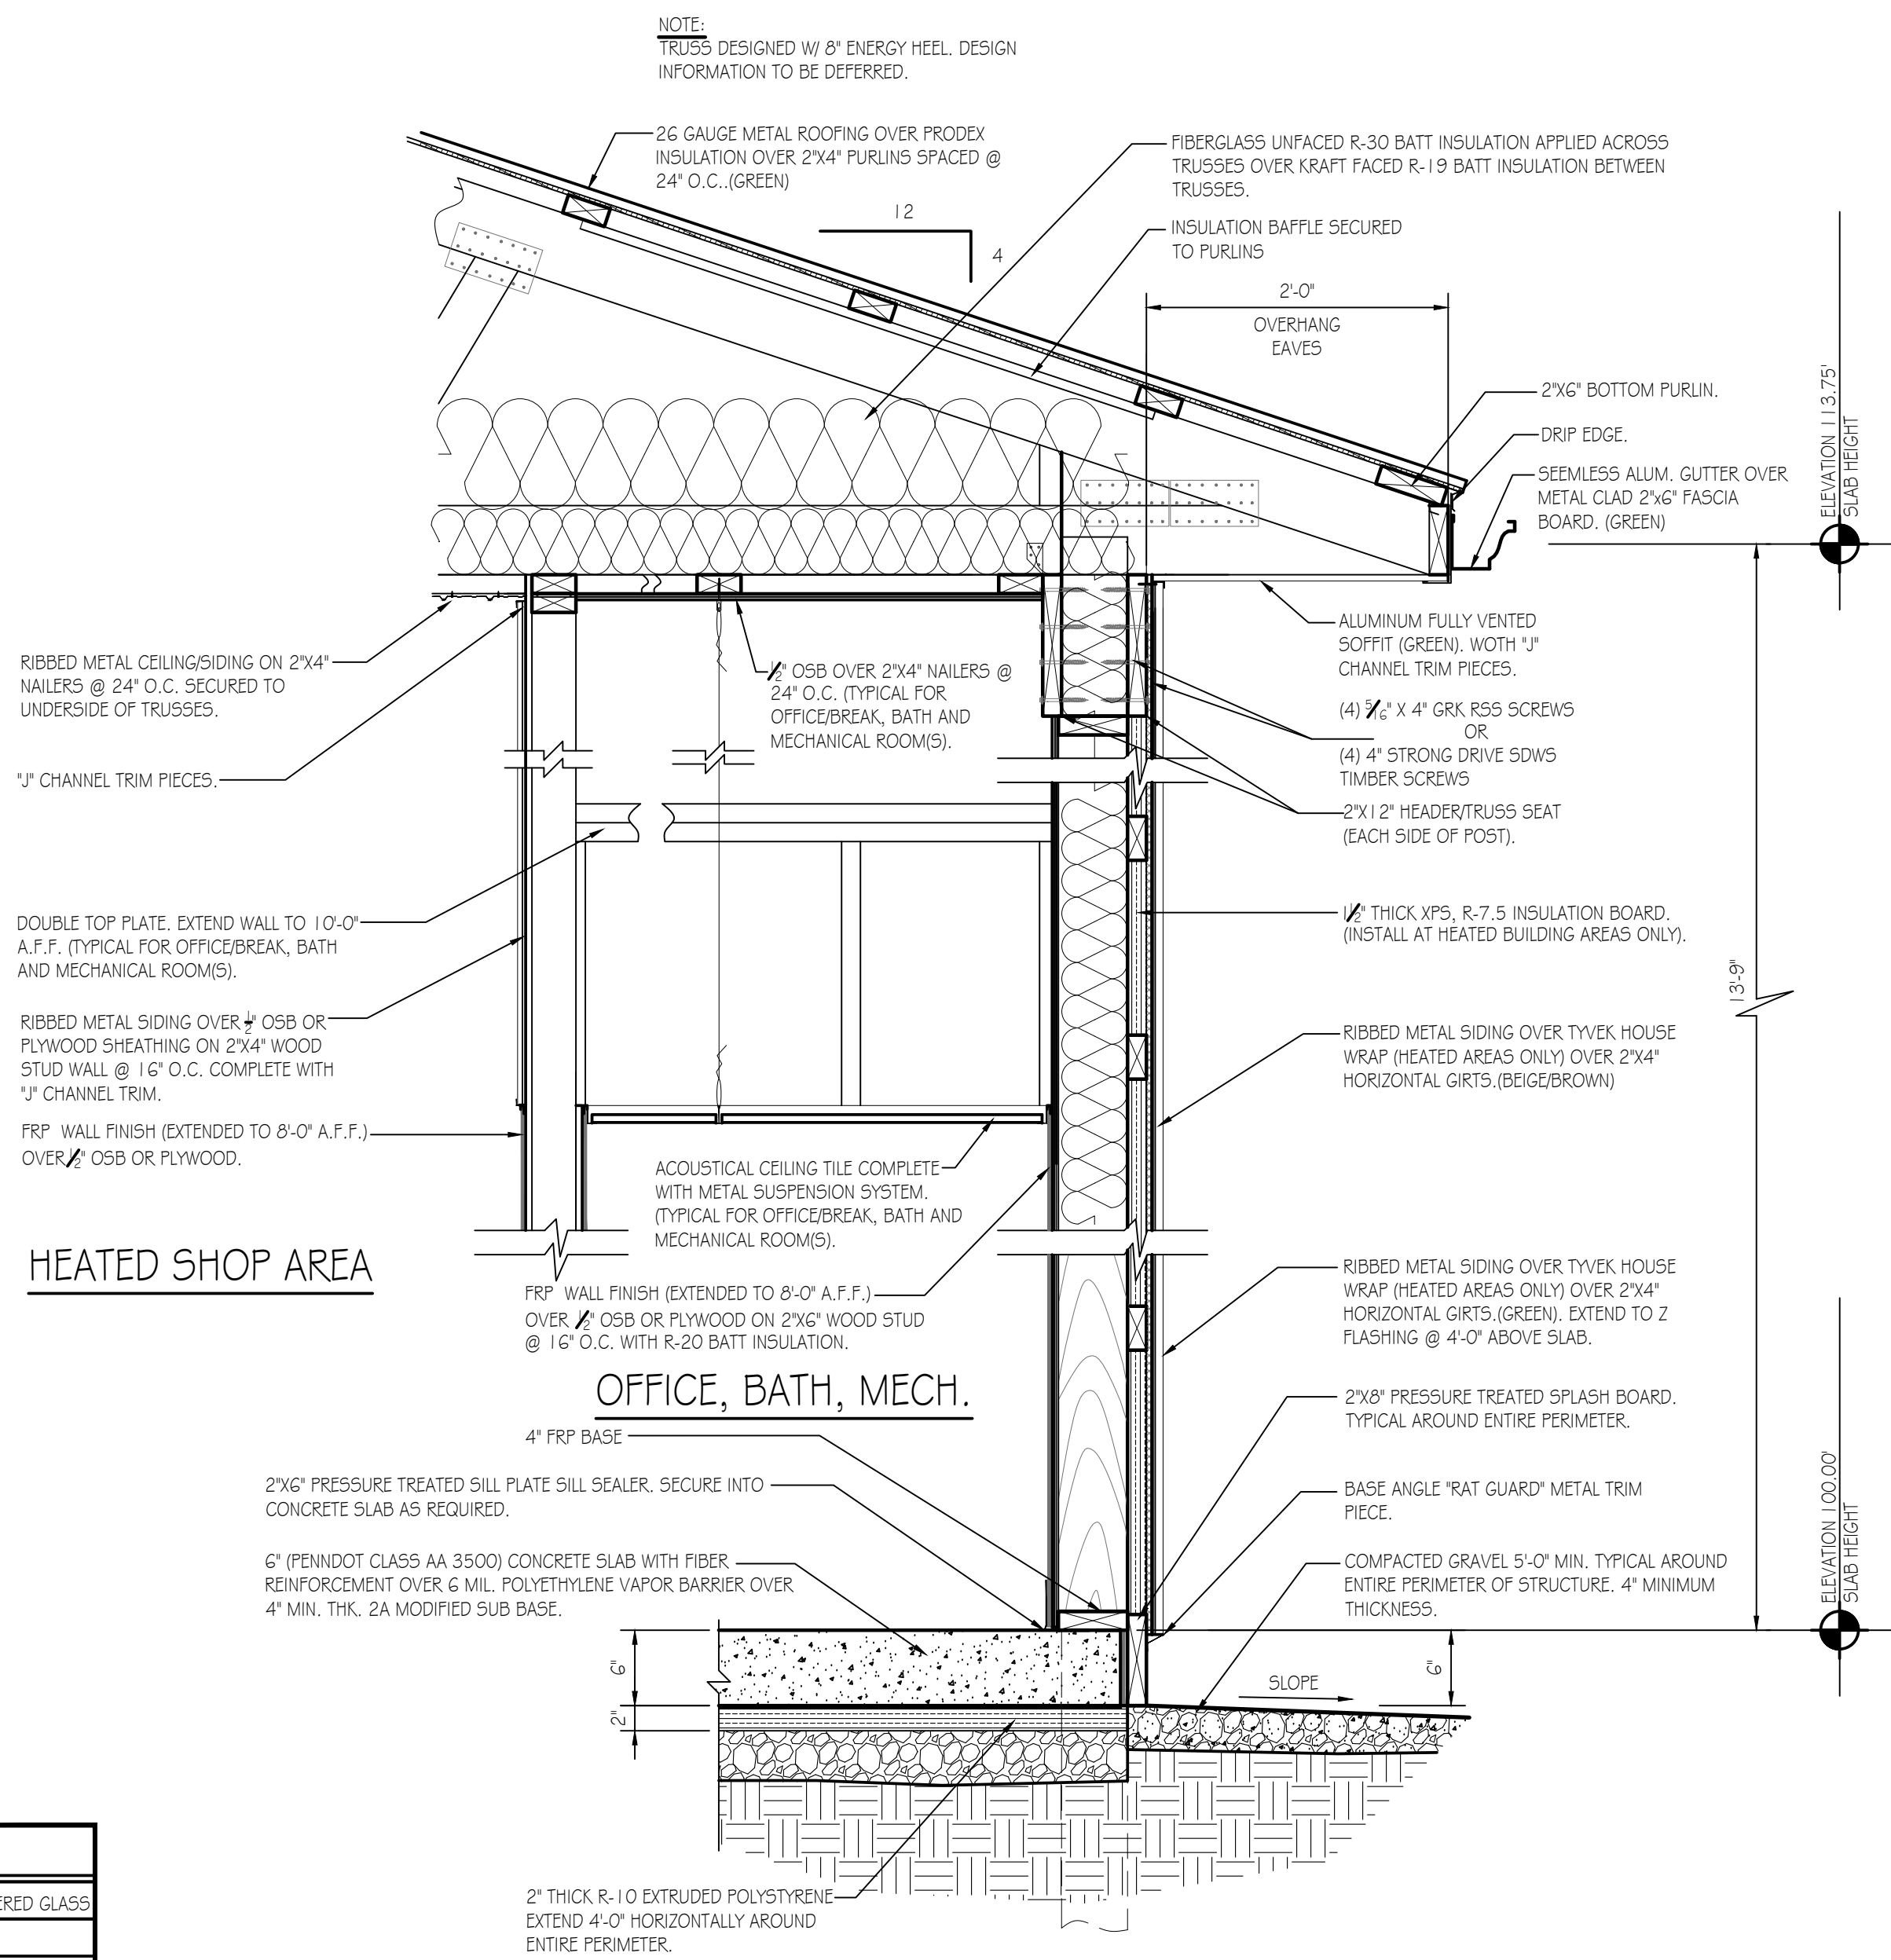 NOTE:
TRUSS DESIGNED W/ 8" ENERGY HEEL. DESIGN
INFORMATION TO BE DEFERRED.
26 GAUGE METAL ROOFING OVER PRODEX
INSULATION OVER 2"X4" PURLINS SPACED @
24" O.C..(GREEN)
FIBERGLASS UNFACED R-30 BATT INSULATION APPLIED ACROSS
TRUSSES OVER KRAFT FACED R-19 BATT INSULATION BETWEEN
TRUSSES.
12
4
INSULATION BAFFLE SECURED
TO PURLINS
2'-0"
OVERHANG
EAVES
2"X6" BOTTOM PURLIN.
DRIP EDGE.
SEEMLESS ALUM. GUTTER OVER
METAL CLAD 2"x6" FASCIA
BOARD. (GREEN)
ELEVATION 113.75'
SLAB HEIGHT
RIBBED METAL CEILING/SIDING ON 2"X4"
NAILERS @ 24" O.C. SECURED TO
UNDERSIDE OF TRUSSES.
"J" CHANNEL TRIM PIECES.
1/2" OSB OVER 2"X4" NAILERS @
24" O.C. (TYPICAL FOR
OFFICE/BREAK, BATH AND
MECHANICAL ROOM(S).
ALUMINUM FULLY VENTED
SOFFIT (GREEN). WOTH "J"
CHANNEL TRIM PIECES.
(4) 5/16" X 4" GRK RSS SCREWS
OR
(4) 4" STRONG DRIVE SDWS
TIMBER SCREWS
2"X12" HEADER/TRUSS SEAT
(EACH SIDE OF POST).
DOUBLE TOP PLATE. EXTEND WALL TO 10'-0"
A.F.F. (TYPICAL FOR OFFICE/BREAK, BATH
AND MECHANICAL ROOM(S).
1 1/2" THICK XPS, R-7.5 INSULATION BOARD.
(INSTALL AT HEATED BUILDING AREAS ONLY).
13'-9"
RIBBED METAL SIDING OVER 1/2" OSB OR
PLYWOOD SHEATHING ON 2"X4" WOOD
STUD WALL @ 16" O.C. COMPLETE WITH
"J" CHANNEL TRIM.
RIBBED METAL SIDING OVER TYVEK HOUSE
WRAP (HEATED AREAS ONLY) OVER 2"X4"
HORIZONTAL GIRTS.(BEIGE/BROWN)
FRP WALL FINISH (EXTENDED TO 8'-0" A.F.F.)
OVER 1/2" OSB OR PLYWOOD.
ACOUSTICAL CEILING TILE COMPLETE
WITH METAL SUSPENSION SYSTEM.
(TYPICAL FOR OFFICE/BREAK, BATH AND
MECHANICAL ROOM(S).
HEATED SHOP AREA
FRP WALL FINISH (EXTENDED TO 8'-0" A.F.F.)
OVER 1/2" OSB OR PLYWOOD ON 2"X6" WOOD STUD
@ 16" O.C. WITH R-20 BATT INSULATION.
RIBBED METAL SIDING OVER TYVEK HOUSE
WRAP (HEATED AREAS ONLY) OVER 2"X4"
HORIZONTAL GIRTS.(GREEN). EXTEND TO Z
FLASHING @ 4'-0" ABOVE SLAB.
OFFICE, BATH, MECH.
4" FRP BASE
2"X8" PRESSURE TREATED SPLASH BOARD.
TYPICAL AROUND ENTIRE PERIMETER.
2"X6" PRESSURE TREATED SILL PLATE SILL SEALER. SECURE INTO
CONCRETE SLAB AS REQUIRED.
BASE ANGLE "RAT GUARD" METAL TRIM
PIECE.
6" (PENNDOT CLASS AA 3500) CONCRETE SLAB WITH FIBER
REINFORCEMENT OVER 6 MIL. POLYETHYLENE VAPOR BARRIER OVER
4" MIN. THK. 2A MODIFIED SUB BASE.
COMPACTED GRAVEL 5'-0" MIN. TYPICAL AROUND
ENTIRE PERIMETER OF STRUCTURE. 4" MINIMUM
THICKNESS.
ELEVATION 100.00'
SLAB HEIGHT
6"
2"
SLOPE
6"
2" THICK R-10 EXTRUDED POLYSTYRENE
EXTEND 4'-0" HORIZONTALLY AROUND
ENTIRE PERIMETER.
ERED GLASS